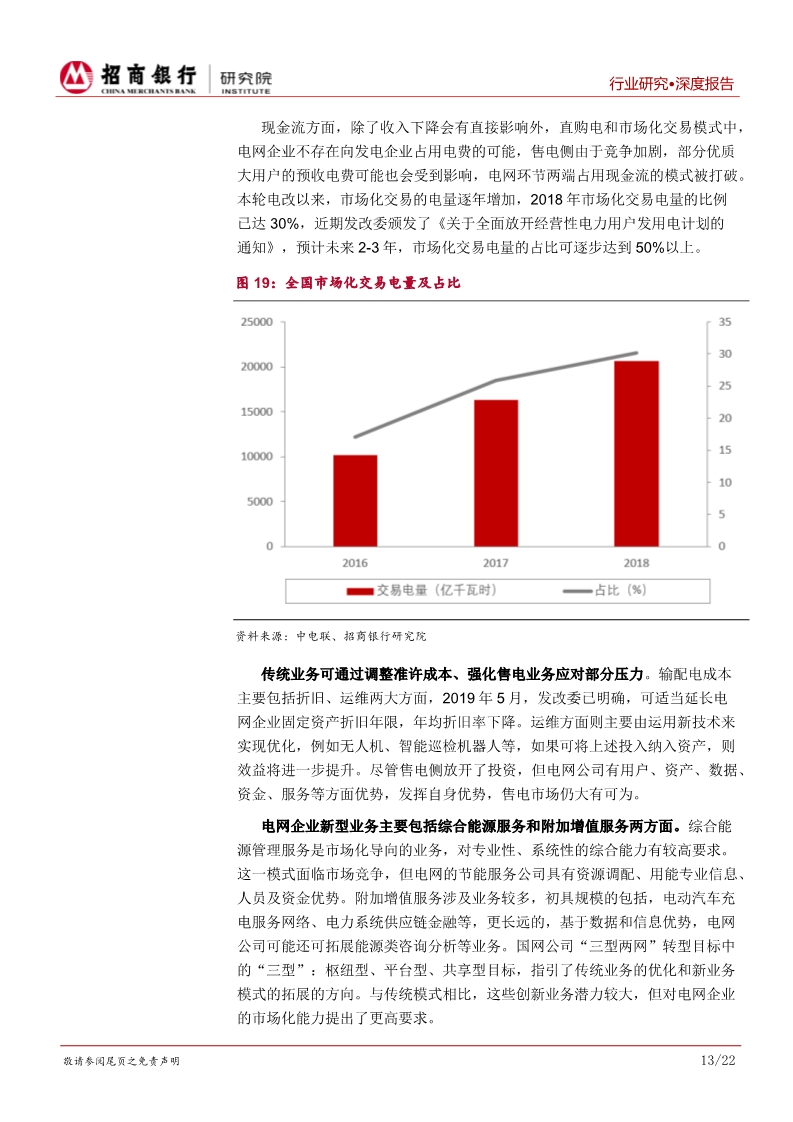 招商银行 研究院
CHINA MERCHANTS BANK INSTITUTE
行业研究•深度报告
现金流方面，除了收入下降会有直接影响外，直购电和市场化交易模式中，
电网企业不存在向发电企业占用电费的可能，售电侧由于竞争加剧，部分优质
大用户的预收电费可能也会受到影响，电网环节两端占用现金流的模式被打破。
本轮电改以来，市场化交易的电量逐年增加，2018 年市场化交易电量的比例
已达 30%，近期发改委颁发了《关于全面放开经营性电力用户发用电计划的
通知》，预计未来 2-3 年，市场化交易电量的占比可逐步达到 50%以上。
图 19：全国市场化交易电量及占比
25000 35
30
20000
25
15000 20
10000 15
10
5000
5
0 0
2016 2017 2018
交易电量（亿千瓦时） 占比（%）
资料来源：中电联、招商银行研究院
传统业务可通过调整准许成本、强化售电业务应对部分压力。输配电成本
主要包括折旧、运维两大方面，2019 年 5 月，发改委已明确，可适当延长电
网企业固定资产折旧年限，年均折旧率下降。运维方面则主要由运用新技术来
实现优化，例如无人机、智能巡检机器人等，如果可将上述投入纳入资产，则
效益将进一步提升。尽管售电侧放开了投资，但电网公司有用户、资产、数据、
资金、服务等方面优势，发挥自身优势，售电市场仍大有可为。
电网企业新型业务主要包括综合能源服务和附加增值服务两方面。综合能
源管理服务是市场化导向的业务，对专业性、系统性的综合能力有较高要求。
这一模式面临市场竞争，但电网的节能服务公司具有资源调配、用能专业信息、
人员及资金优势。附加增值服务涉及业务较多，初具规模的包括，电动汽车充
电服务网络、电力系统供应链金融等，更长远的，基于数据和信息优势，电网
公司可能还可拓展能源类咨询分析等业务。国网公司“三型两网”转型目标中
的“三型”：枢纽型、平台型、共享型目标，指引了传统业务的优化和新业务
模式的拓展的方向。与传统模式相比，这些创新业务潜力较大，但对电网企业
的市场化能力提出了更高要求。
敬请参阅尾页之免责声明 13/22